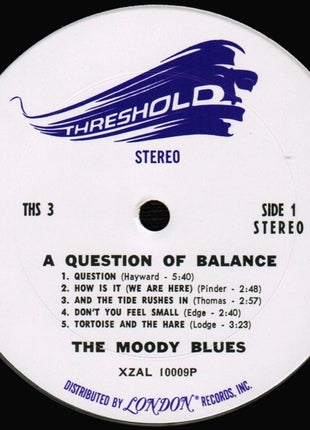 THRESHOLD
STEREO
THS 3
SIDE 1
STEREO
A QUESTION OF BALANCE
1. QUESTION (Hayward - 5:40)
2. HOW IS IT (WE ARE HERE) (Pinder - 2:48)
3. AND THE TIDE RUSHES IN (Thomas - 2:57)
4. DON'T YOU FEEL SMALL (Edge - 2:40)
5. TORTOISE AND THE HARE (Lodge - 3:23)
THE MOODY BLUES
XZAL 10009P
DISTRIBUTED BY LONDON® RECORDS, INC.